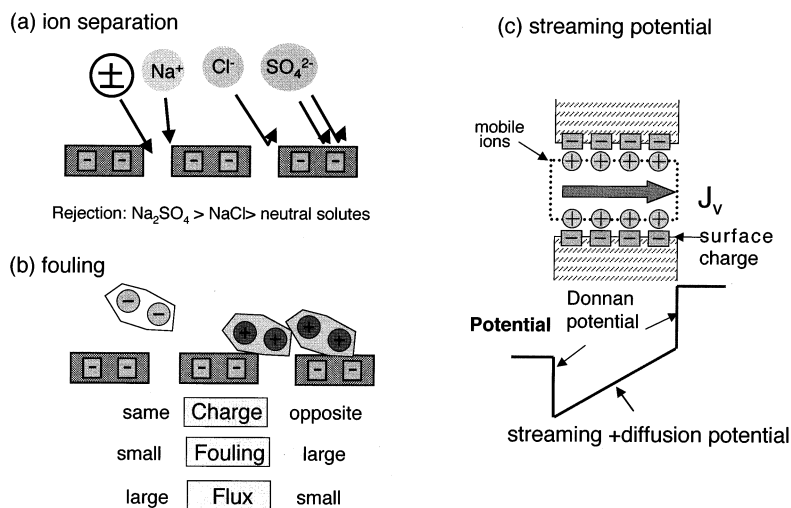 (a) ion separation
± Na⁺ Cl⁻ SO₄²⁻
- - - - - -
Rejection: Na₂SO₄ > NaCl> neutral solutes
(b) fouling
- -
+ + + +
- - - - - -
same Charge opposite
small Fouling large
large Flux small
(c) streaming potential
mobile
ions
- - - -
+ + + +
Jᵥ
+ + + +
- - - -
surface
charge
Donnan
potential
Potential
streaming +diffusion potential